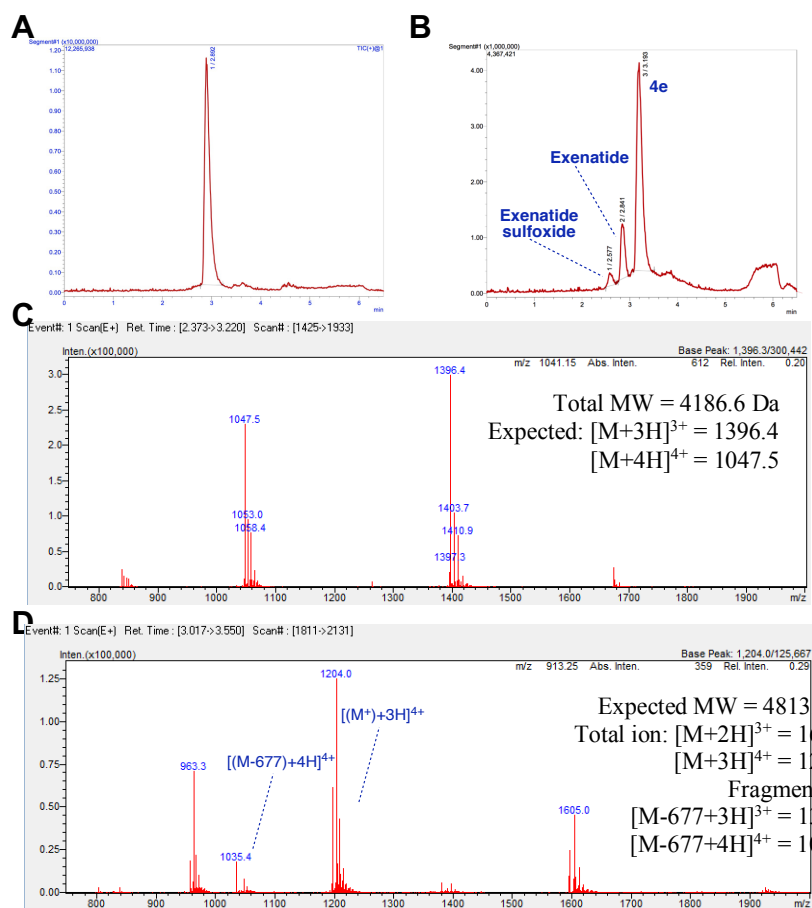 A
Segment#1 (x10,000,000)
12,265,938
TIC(+)@1
1.20
1.10
1.00
0.90
0.80
0.70
0.60
0.50
0.40
0.30
0.20
0.10
0.00
1 / 2.892
0 1 2 3 4 5 6
min
B
Segment#1 (x1,000,000)
4,367,421
4.00
3.00
2.00
1.00
0.00
3 / 3.193
4e
Exenatide
2 / 2.841
Exenatide
sulfoxide
1 / 2.577
0 1 2 3 4 5 6
min
C
Event#: 1 Scan(E+) Ret. Time : [2.373->3.220] Scan# : [1425->1933]
Inten.(x100,000)
Base Peak: 1,396.3/300,442
m/z 1041.15 Abs. Inten. 612 Rel. Inten. 0.20
3.0
2.5
2.0
1.5
1.0
0.5
0.0
1396.4
1047.5
1053.0
1058.4
1403.7
1410.9
1397.3
Total MW = 4186.6 Da
Expected: [M+3H]3+ = 1396.4
[M+4H]4+ = 1047.5
800 900 1000 1100 1200 1300 1400 1500 1600 1700 1800 1900 m/z
D
Event#: 1 Scan(E+) Ret. Time : [3.017->3.550] Scan# : [1811->2131]
Inten.(x100,000)
Base Peak: 1,204.0/125,667
m/z 913.25 Abs. Inten. 359 Rel. Inten. 0.29
1.25
1.00
0.75
0.50
0.25
0.00
1204.0
963.3
1035.4
1605.0
[(M-677)+4H]4+
[(M+)+3H]4+
Expected MW = 4813
Total ion: [M+2H]3+ = 1
[M+3H]4+ = 1
Fragmen
[M-677+3H]3+ = 1
[M-677+4H]4+ = 1
800 900 1000 1100 1200 1300 1400 1500 1600 1700 1800 1900 m/z